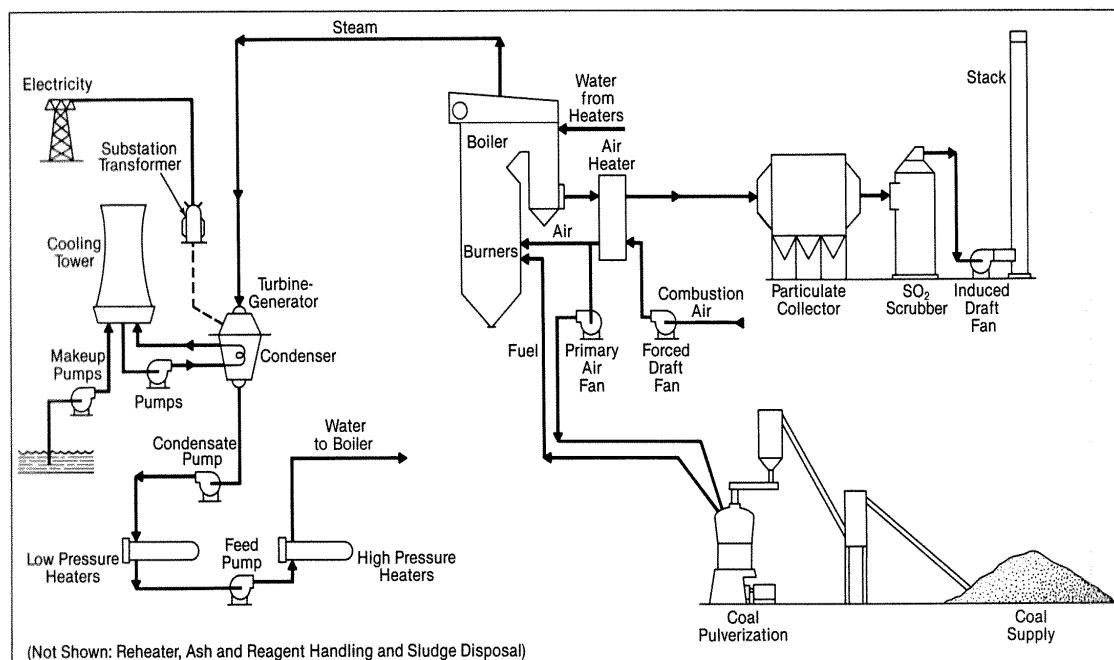 Steam
Electricity
Substation
Transformer
Cooling
Tower
Turbine-
Generator
Condenser
Makeup
Pumps
Pumps
Condensate
Pump
Water
to Boiler
Low Pressure
Heaters
Feed
Pump
High Pressure
Heaters
Boiler
Water
from
Heaters
Air
Heater
Air
Burners
Fuel
Primary
Air
Fan
Forced
Draft
Fan
Combustion
Air
Particulate
Collector
SO₂
Scrubber
Induced
Draft
Fan
Stack
Coal
Pulverization
Coal
Supply
(Not Shown: Reheater, Ash and Reagent Handling and Sludge Disposal)